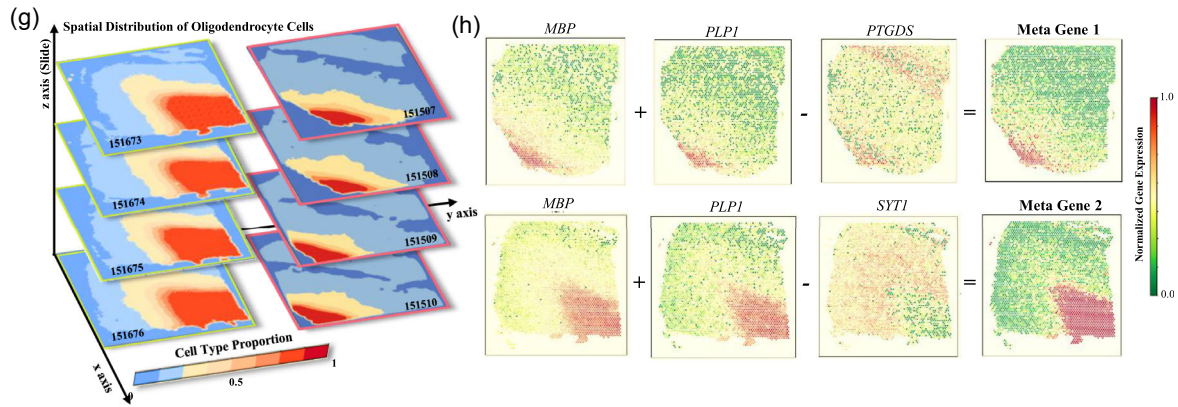 (g)
Spatial Distribution of Oligodendrocyte Cells
z axis (Slide)
151673
151674
151675
151676
151507
151508
151509
151510
y axis
x axis
Cell Type Proportion
0
0.5
1
(h)
MBP
+
PLP1
-
PTGDS
=
Meta Gene 1
MBP
+
PLP1
-
SYT1
=
Meta Gene 2
1.0
Normalized Gene Expression
0.0